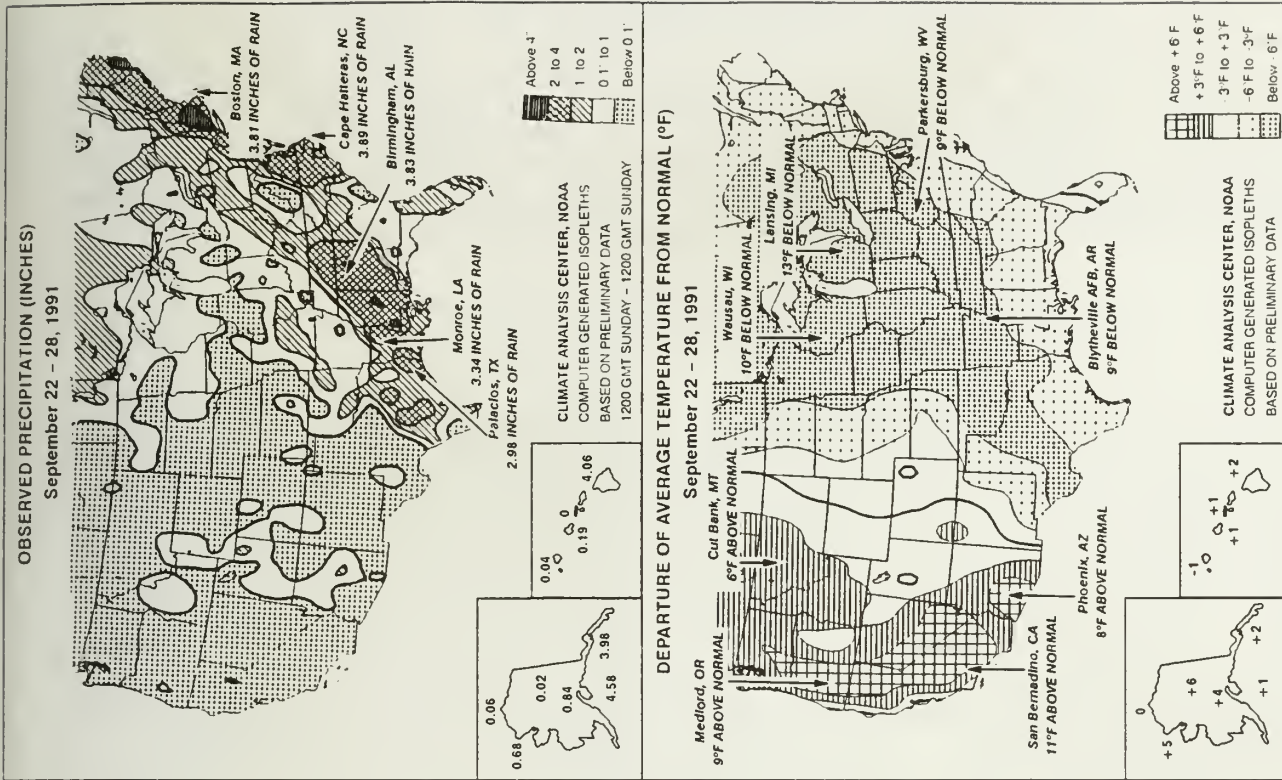 OBSERVED PRECIPITATION (INCHES)
September 22 – 28, 1991
Boston, MA
3.81 INCHES OF RAIN
Cape Hatteras, NC
3.89 INCHES OF RAIN
Birmingham, AL
3.83 INCHES OF RAIN
Monroe, LA
3.34 INCHES OF RAIN
Palacios, TX
2.98 INCHES OF RAIN
0.06
0.68
0.02
0.84
3.98
4.58
0.04
0
0.19
4.06
CLIMATE ANALYSIS CENTER, NOAA
COMPUTER GENERATED ISOPLETHS
BASED ON PRELIMINARY DATA
1200 GMT SUNDAY – 1200 GMT SUNDAY
Above 4"
2 to 4
1 to 2
0.1 to 1
Below 0.1
DEPARTURE OF AVERAGE TEMPERATURE FROM NORMAL (°F)
September 22 – 28, 1991
Medford, OR
9°F ABOVE NORMAL
Cut Bank, MT
6°F ABOVE NORMAL
Wausau, WI
10°F BELOW NORMAL
Lansing, MI
13°F BELOW NORMAL
Parkersburg, WV
9°F BELOW NORMAL
San Bernadino, CA
11°F ABOVE NORMAL
Phoenix, AZ
8°F ABOVE NORMAL
Blytheville AFB, AR
9°F BELOW NORMAL
0
+5
+6
+4
+2
+1
-1
+1
+1
+2
CLIMATE ANALYSIS CENTER, NOAA
COMPUTER GENERATED ISOPLETHS
BASED ON PRELIMINARY DATA
Above +6°F
+3°F to +6°F
-3°F to +3°F
-6°F to -3°F
Below -6°F